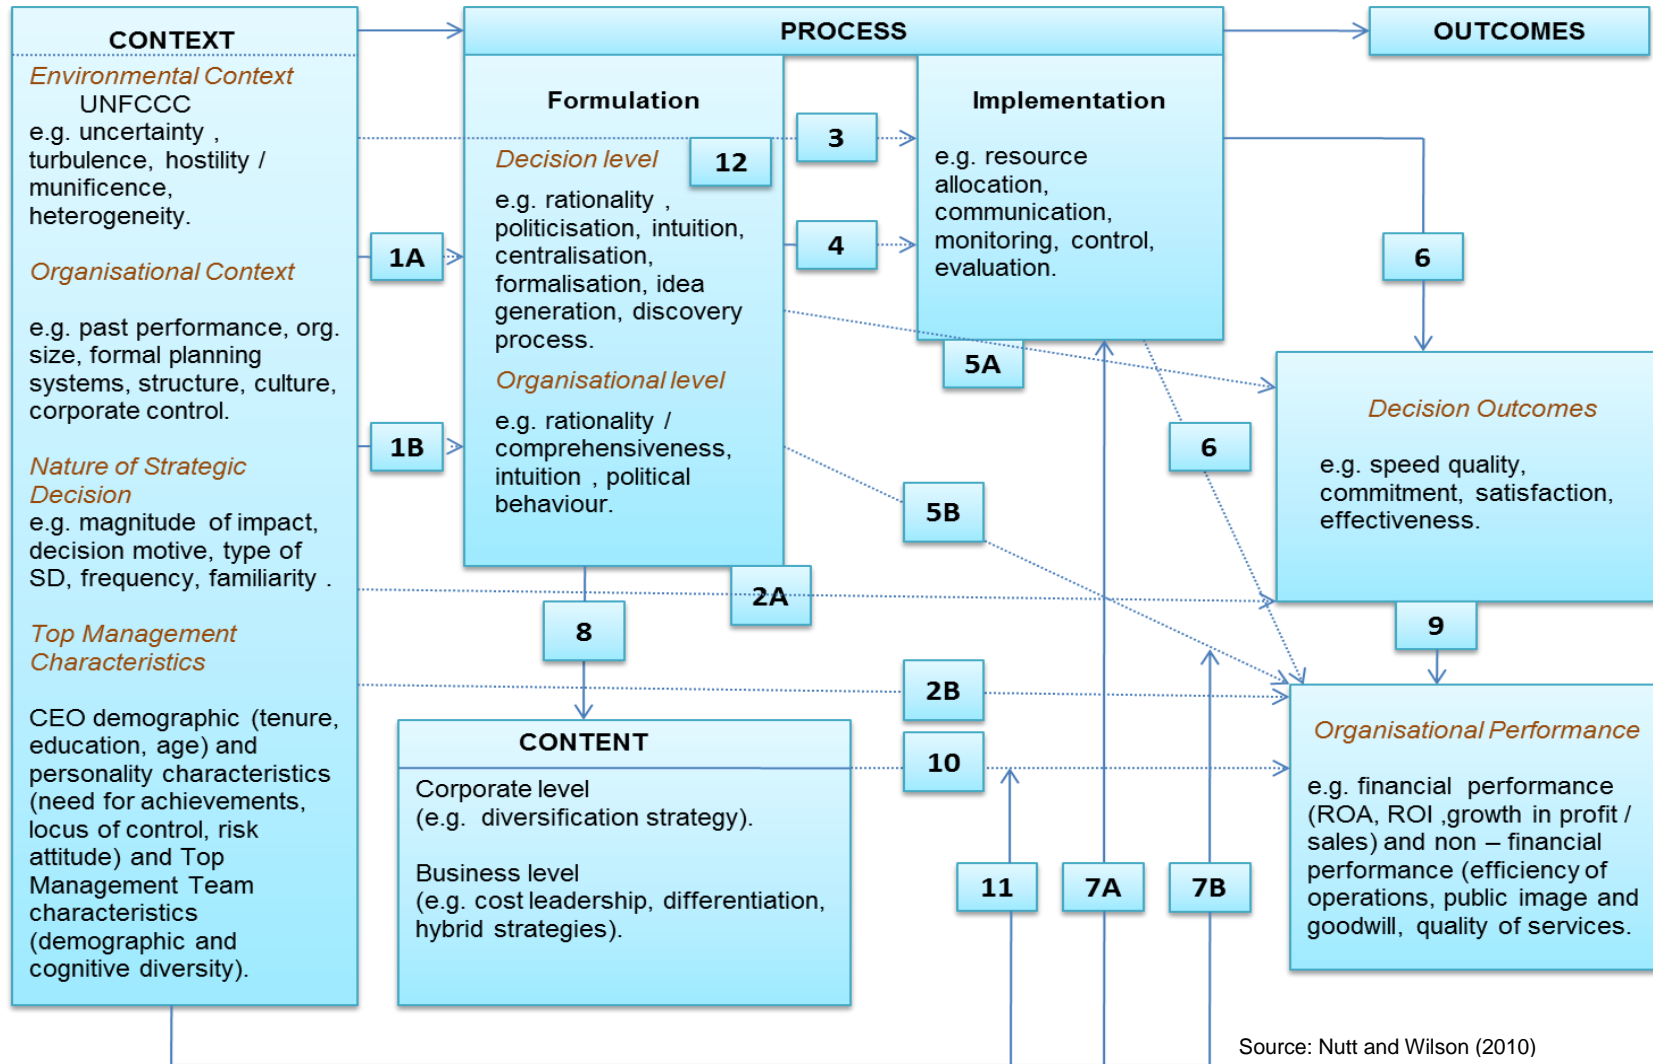 CONTEXT
Environmental Context
UNFCCC
e.g. uncertainty ,
turbulence, hostility /
munificence,
heterogeneity.
Organisational Context
e.g. past performance, org.
size, formal planning
systems, structure, culture,
corporate control.
Nature of Strategic
Decision
e.g. magnitude of impact,
decision motive, type of
SD, frequency, familiarity .
Top Management
Characteristics
CEO demographic (tenure,
education, age) and
personality characteristics
(need for achievements,
locus of control, risk
attitude) and Top
Management Team
characteristics
(demographic and
cognitive diversity).
1A
1B
PROCESS
Formulation
12
Decision level
e.g. rationality ,
politicisation, intuition,
centralisation,
formalisation, idea
generation, discovery
process.
Organisational level
e.g. rationality /
comprehensiveness,
intuition , political
behaviour.
3
4
Implementation
e.g. resource
allocation,
communication,
monitoring, control,
evaluation.
5A
5B
6
6
2A
8
2B
10
CONTENT
Corporate level
(e.g. diversification strategy).
Business level
(e.g. cost leadership, differentiation,
hybrid strategies).
11
7A
7B
OUTCOMES
Decision Outcomes
e.g. speed quality,
commitment, satisfaction,
effectiveness.
9
Organisational Performance
e.g. financial performance
(ROA, ROI ,growth in profit /
sales) and non – financial
performance (efficiency of
operations, public image and
goodwill, quality of services.
Source: Nutt and Wilson (2010)